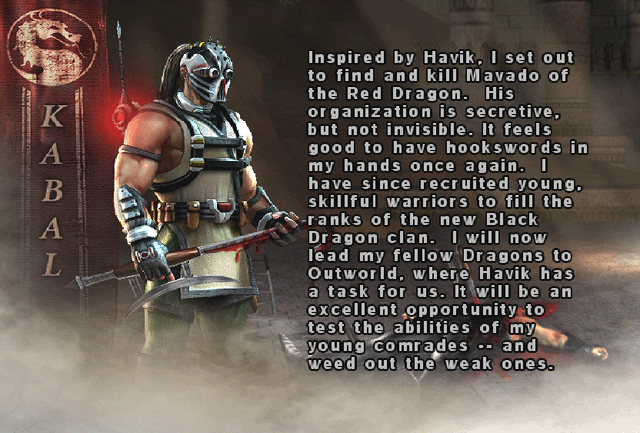 KABAL
Inspired by Havik, I set out
to find and kill Mavado of
the Red Dragon.  His
organization is secretive,
but not invisible. It feels
good to have hookswords in
my hands once again.  I
have since recruited young,
skillful warriors to fill the
ranks of the new Black
Dragon clan.  I will now
lead my fellow Dragons to
Outworld, where Havik has
a task for us. It will be an
excellent opportunity to
test the abilities of my
young comrades -- and
weed out the weak ones.